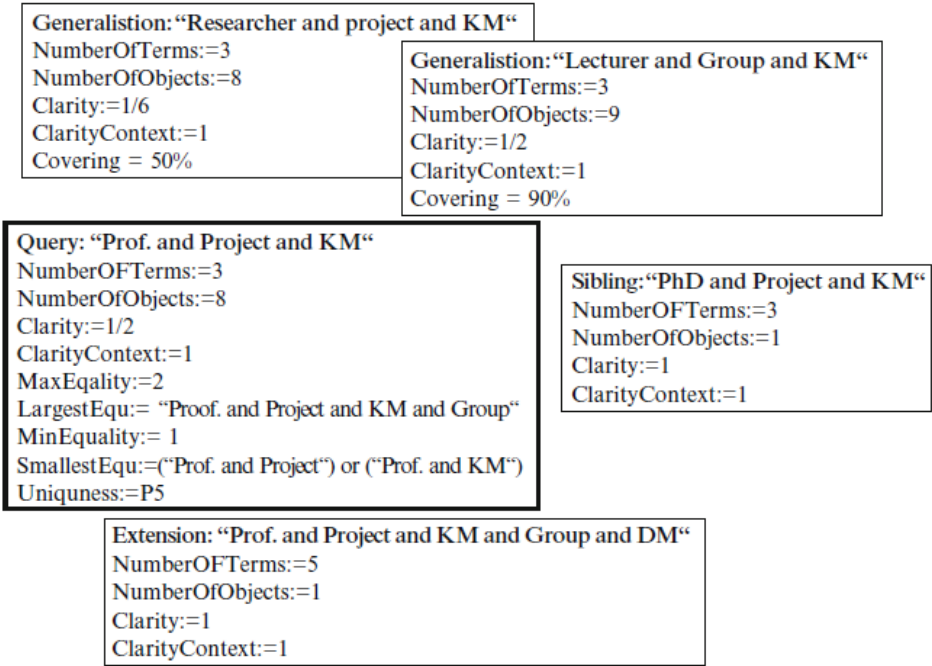 Generalistion: “Researcher and project and KM“
NumberOfTerms:=3
NumberOfObjects:=8
Clarity:=1/6
ClarityContext:=1
Covering = 50%
Generalistion:“Lecturer and Group and KM“
NumberOfTerms:=3
NumberOfObjects:=9
Clarity:=1/2
ClarityContext:=1
Covering = 90%
Query: “Prof. and Project and KM“
NumberOFTerms:=3
NumberOfObjects:=8
Clarity:=1/2
ClarityContext:=1
MaxEqality:=2
LargestEqu:= “Proof. and Project and KM and Group“
MinEquality:= 1
SmallestEqu:=(“Prof. and Project“) or (“Prof. and KM“)
Uniquness:=P5
Sibling:“PhD and Project and KM“
NumberOFTerms:=3
NumberOfObjects:=1
Clarity:=1
ClarityContext:=1
Extension: “Prof. and Project and KM and Group and DM“
NumberOFTerms:=5
NumberOfObjects:=1
Clarity:=1
ClarityContext:=1